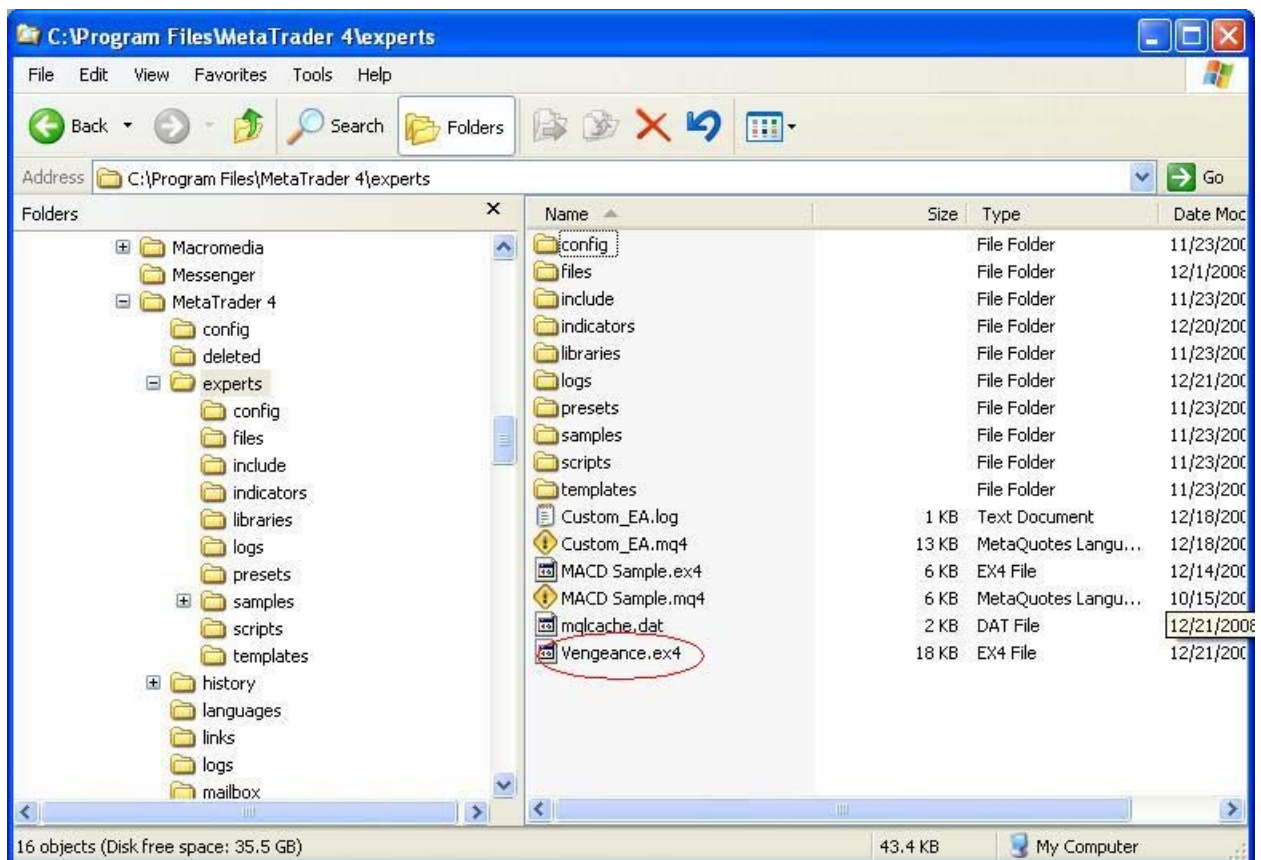 C:\Program Files\MetaTrader 4\experts
File Edit View Favorites Tools Help
Back Search Folders
Address C:\Program Files\MetaTrader 4\experts Go
Folders X
Macromedia
Messenger
MetaTrader 4
config
deleted
experts
config
files
include
indicators
libraries
logs
presets
samples
scripts
templates
history
languages
links
logs
mailbox
Name Size Type Date Moc
config File Folder 11/23/200
files File Folder 12/1/2008
include File Folder 11/23/200
indicators File Folder 12/20/200
libraries File Folder 11/23/200
logs File Folder 12/21/200
presets File Folder 11/23/200
samples File Folder 11/23/200
scripts File Folder 11/23/200
templates File Folder 11/23/200
Custom_EA.log 1 KB Text Document 12/18/200
Custom_EA.mq4 13 KB MetaQuotes Langu... 12/18/200
MACD Sample.ex4 6 KB EX4 File 12/14/200
MACD Sample.mq4 6 KB MetaQuotes Langu... 10/15/200
mqlcache.dat 2 KB DAT File 12/21/2008
Vengeance.ex4 18 KB EX4 File 12/21/200
16 objects (Disk free space: 35.5 GB) 43.4 KB My Computer